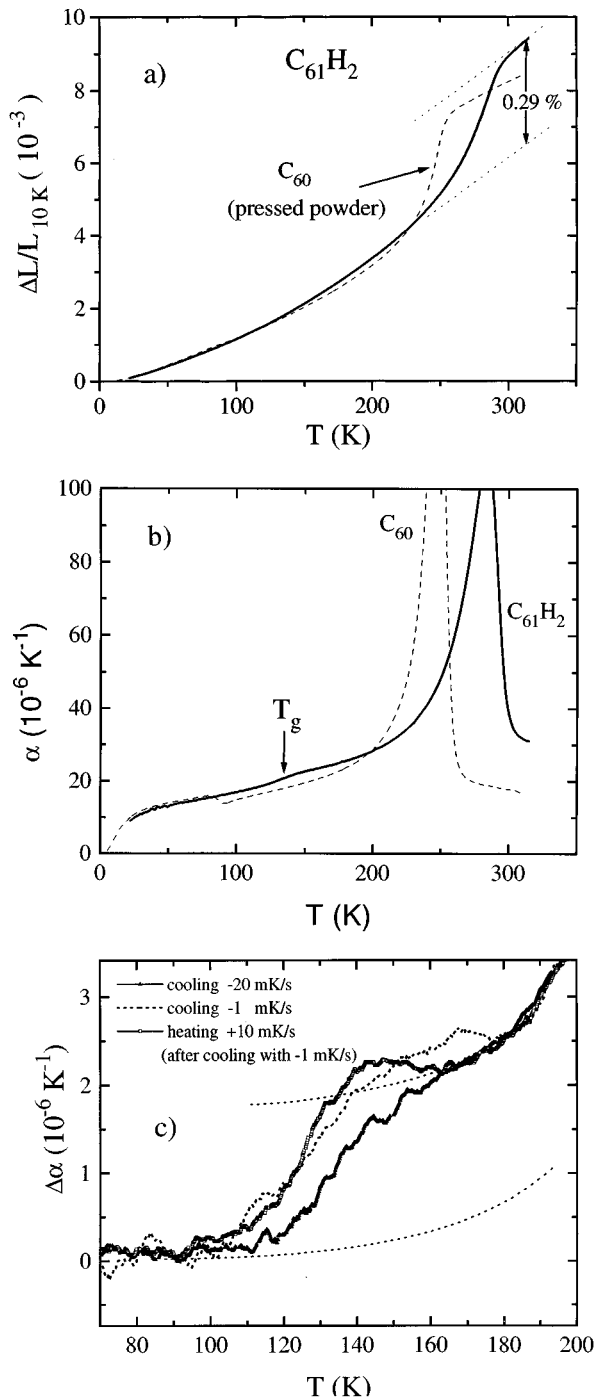 10
8
6
4
2
0
ΔL/L₁₀ K ( 10⁻³ )
a)
C₆₁H₂
0.29 %
C₆₀
(pressed powder)
0 100 200 300
T (K)
100
80
60
40
20
0
α (10⁻⁶ K⁻¹)
b)
C₆₀
C₆₁H₂
T_g
0 100 200 300
T (K)
3
2
1
0
Δα (10⁻⁶ K⁻¹)
cooling -20 mK/s
cooling -1 mK/s
heating +10 mK/s
(after cooling with -1 mK/s)
c)
80 100 120 140 160 180 200
T (K)